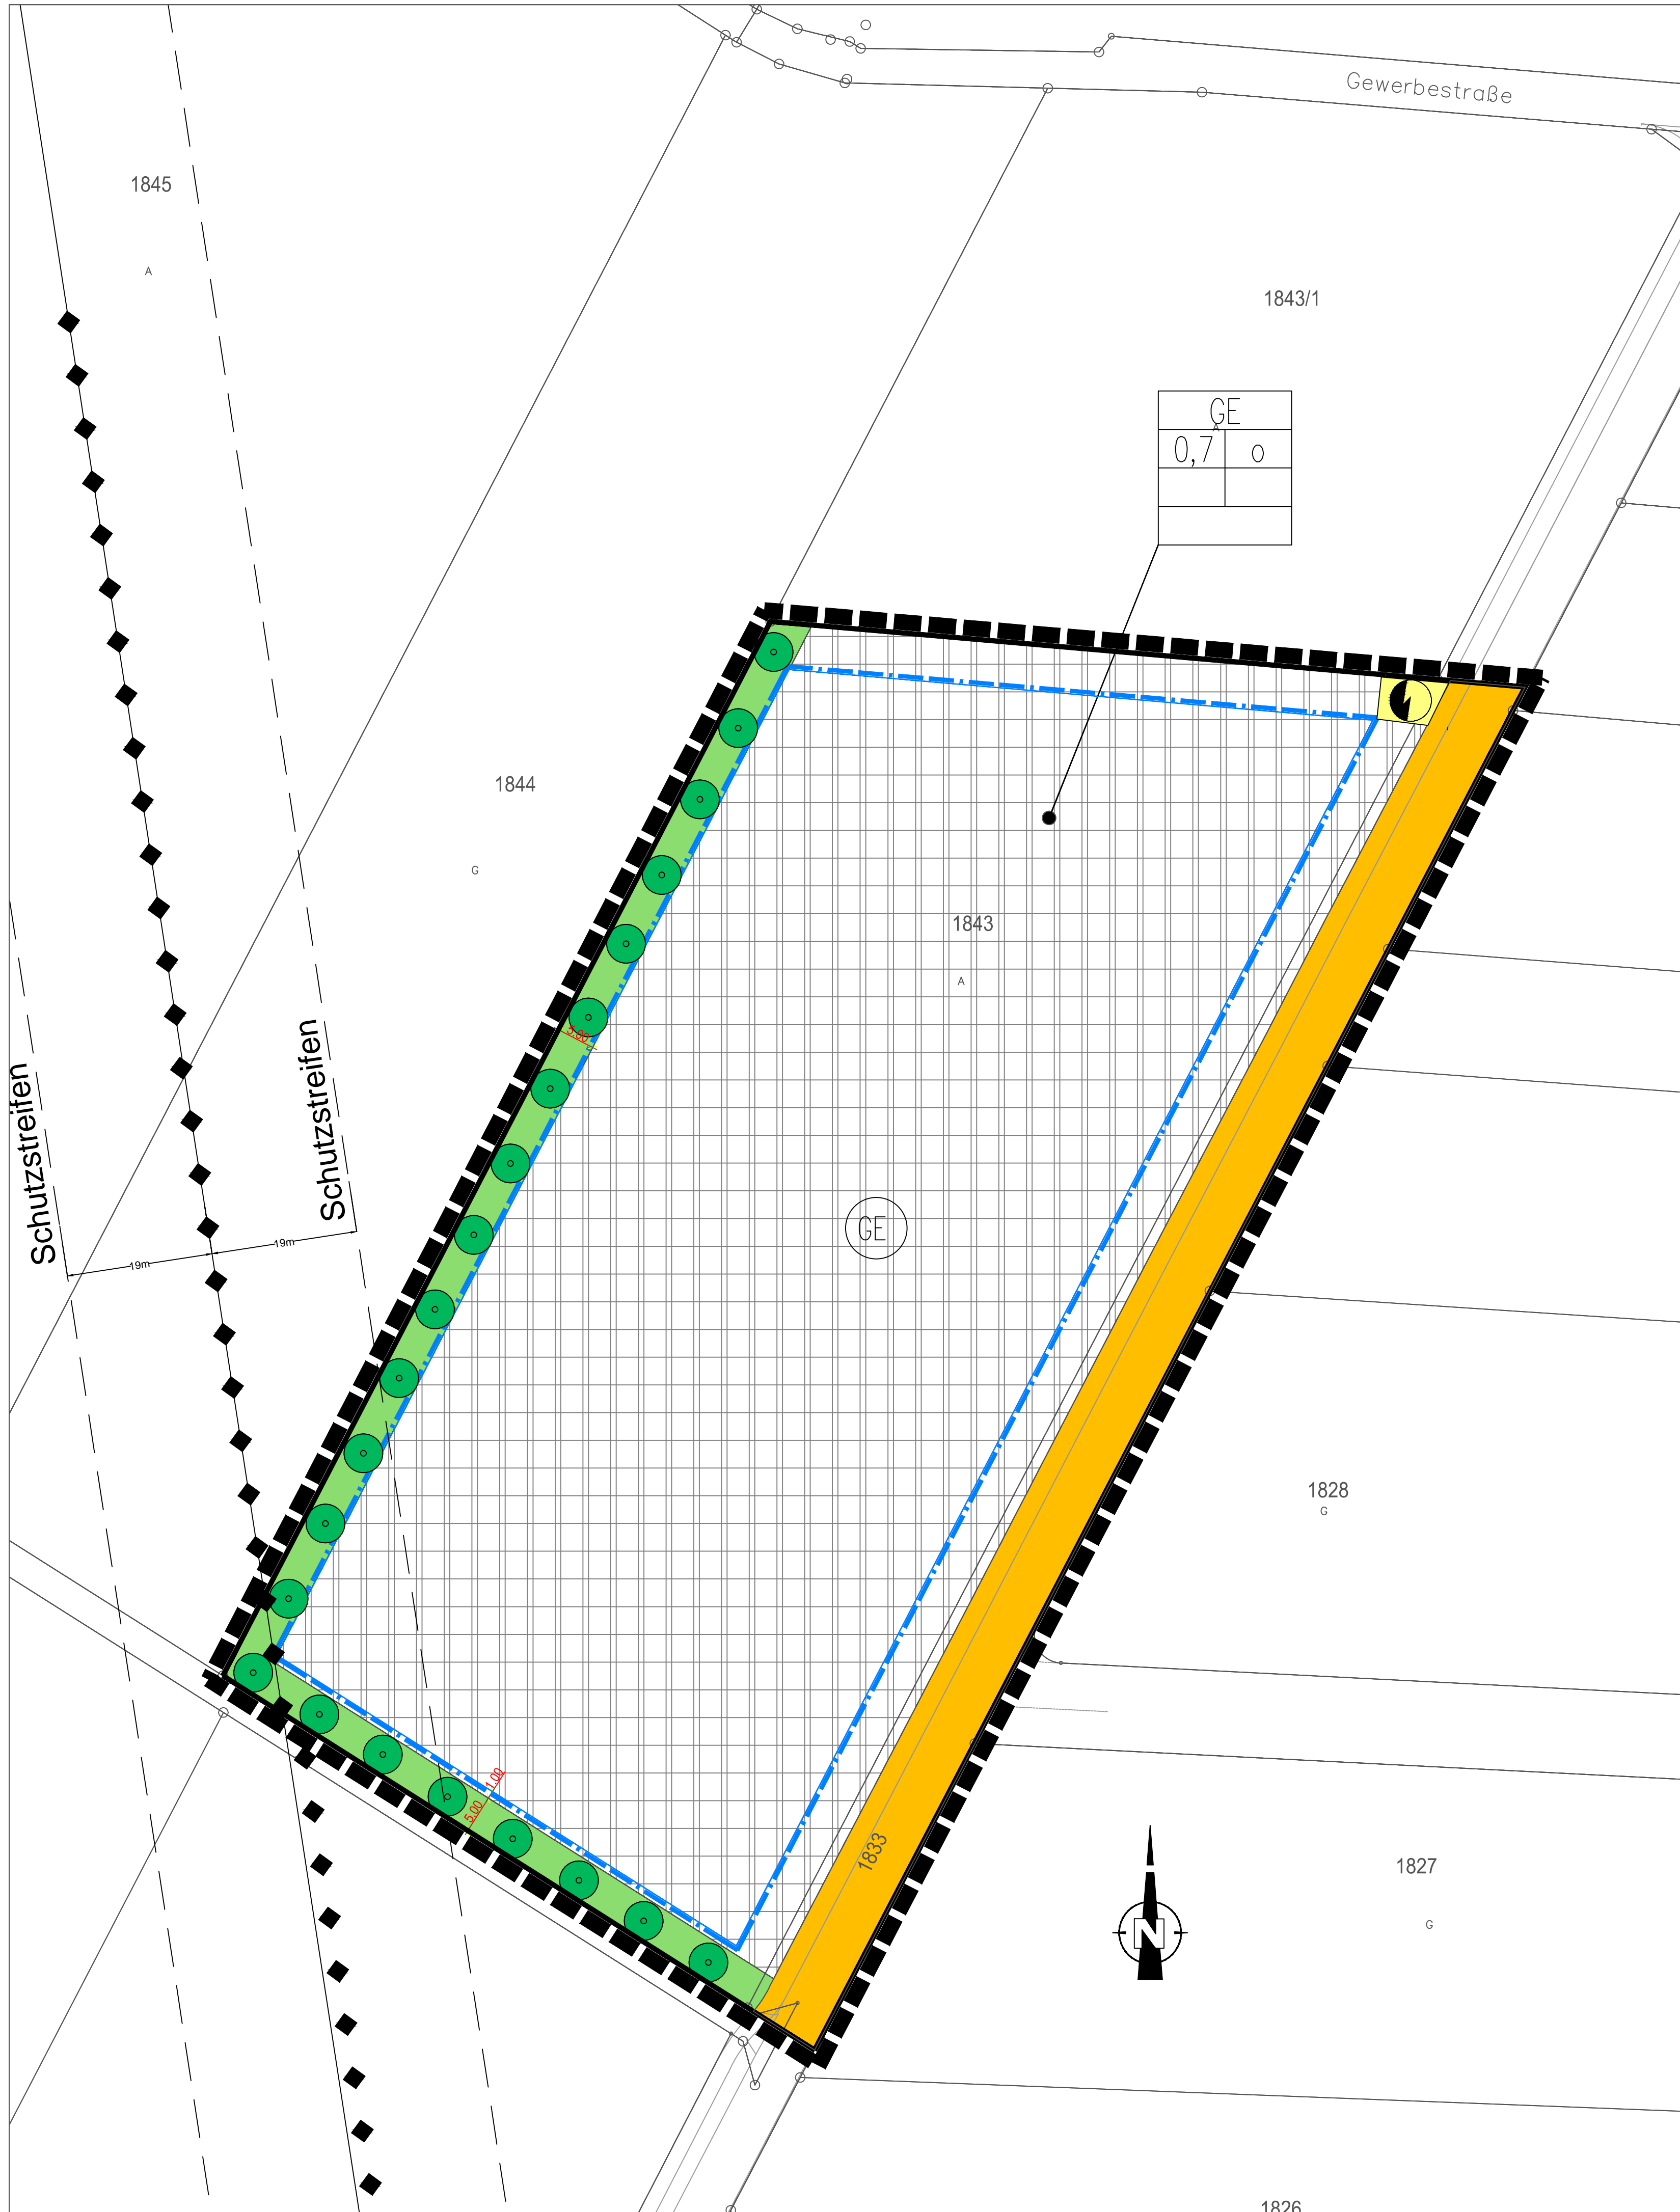 Gewerbestraße
1845
A
1843/1
GE
A
0,7 o
1844
G
1843
A
5.00
Schutzstreifen
Schutzstreifen
19m
19m
GE
1828
G
1.00
5.00
1833
1827
G
N
1826